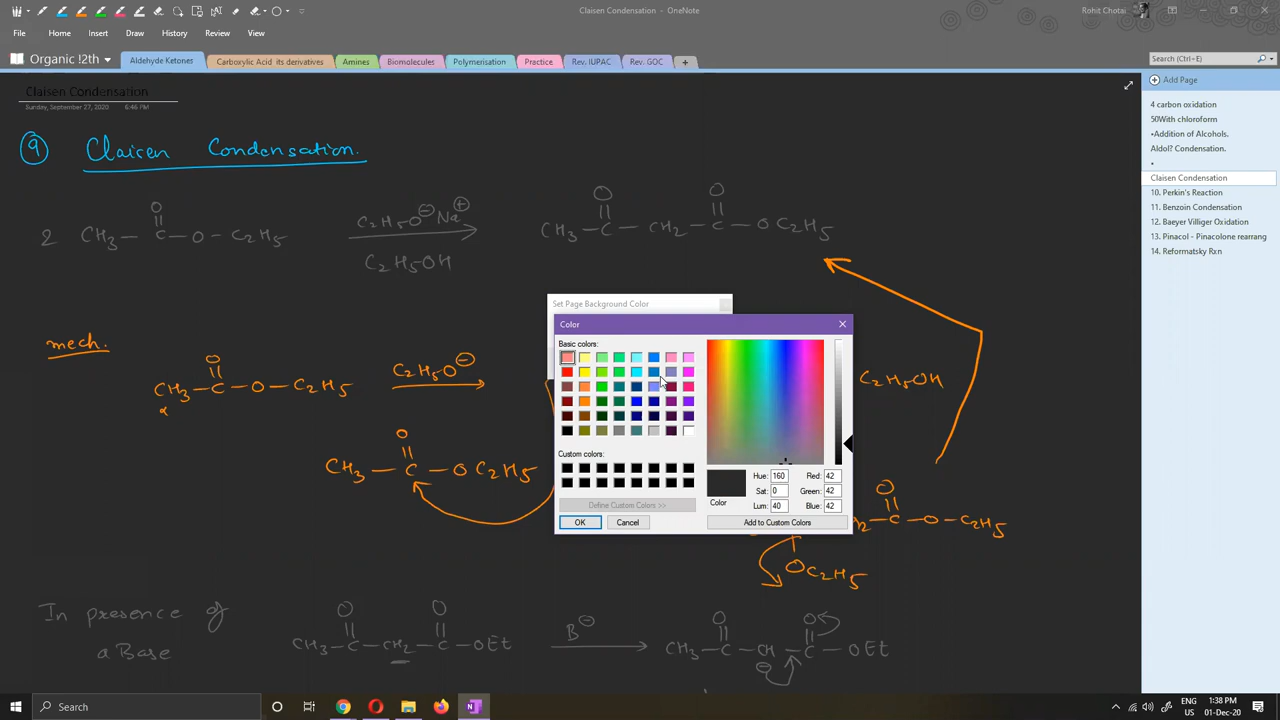 Claisen Condensation - OneNote
Rohit Chotai
File Home Insert Draw History Review View
Organic !2th
Aldehyde Ketones Carboxylic Acid its derivatives Amines Biomolecules Polymerisation Practice Rev. IUPAC Rev. GOC +
Search (Ctrl+E)
Add Page
4 carbon oxidation
50With chloroform
•Addition of Alcohols.
Aldol? Condensation.
•
Claisen Condensation
10. Perkin's Reaction
11. Benzoin Condensation
12. Baeyer Villiger Oxidation
13. Pinacol - Pinacolone rearrang
14. Reformatsky Rxn
Claisen Condensation
Sunday, September 27, 2020 6:46 PM
9 Claisen Condensation.
O
2 CH3 - C - O - C2H5
C2H5O⊖Na⊕
C2H5OH
O O
CH3 - C - CH2 - C - OC2H5
mech.
O
CH3 - C - O - C2H5
α
C2H5O⊖
C2H5OH
O
CH3 - C - OC2H5
O
- C - O - C2H5
OC2H5
Set Page Background Color
Color
Basic colors:
Custom colors:
Define Custom Colors >>
OK Cancel
Color
Hue: 160 Red: 42
Sat: 0 Green: 42
Lum: 40 Blue: 42
Add to Custom Colors
In presence of
a Base
O O
CH3 - C - CH2 - C - OEt
B⊖
O O
CH3 - C - CH - C - OEt
⊖
Search
ENG
US
1:38 PM
01-Dec-20